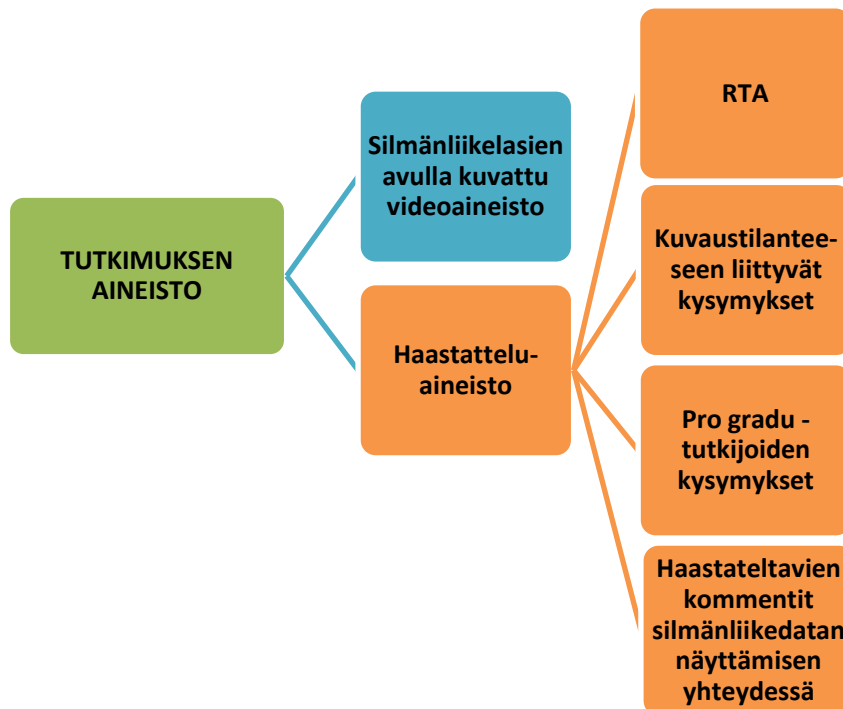 TUTKIMUKSEN
AINEISTO
Silmänliikelasien
avulla kuvattu
videoaineisto
Haastattelu-
aineisto
RTA
Kuvaustilantee-
seen liittyvät
kysymykset
Pro gradu -
tutkijoiden
kysymykset
Haastateltavien
kommentit
silmänliikedatan
näyttämisen
yhteydessä